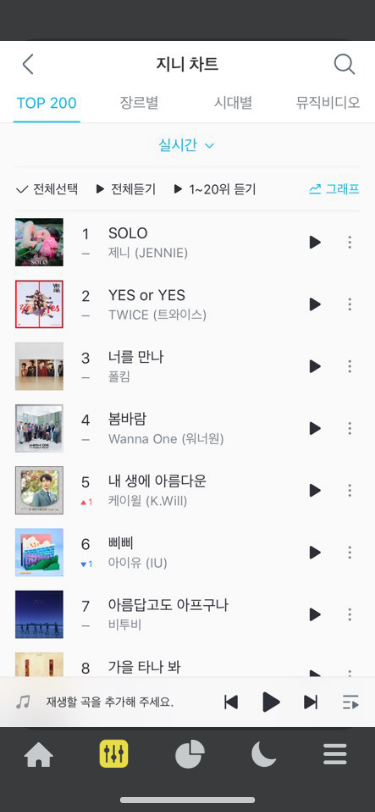 지니 차트
TOP 200 장르별 시대별 뮤직비디오
실시간
전체선택 전체듣기 1~20위 듣기 그래프
1 SOLO
제니 (JENNIE)
2 YES or YES
TWICE (트와이스)
3 너를 만나
폴킴
4 봄바람
Wanna One (워너원)
5 내 생에 아름다운
1 케이윌 (K.Will)
6 삐삐
1 아이유 (IU)
7 아름답고도 아프구나
비투비
8 가을 타나 봐
재생할 곡을 추가해 주세요.